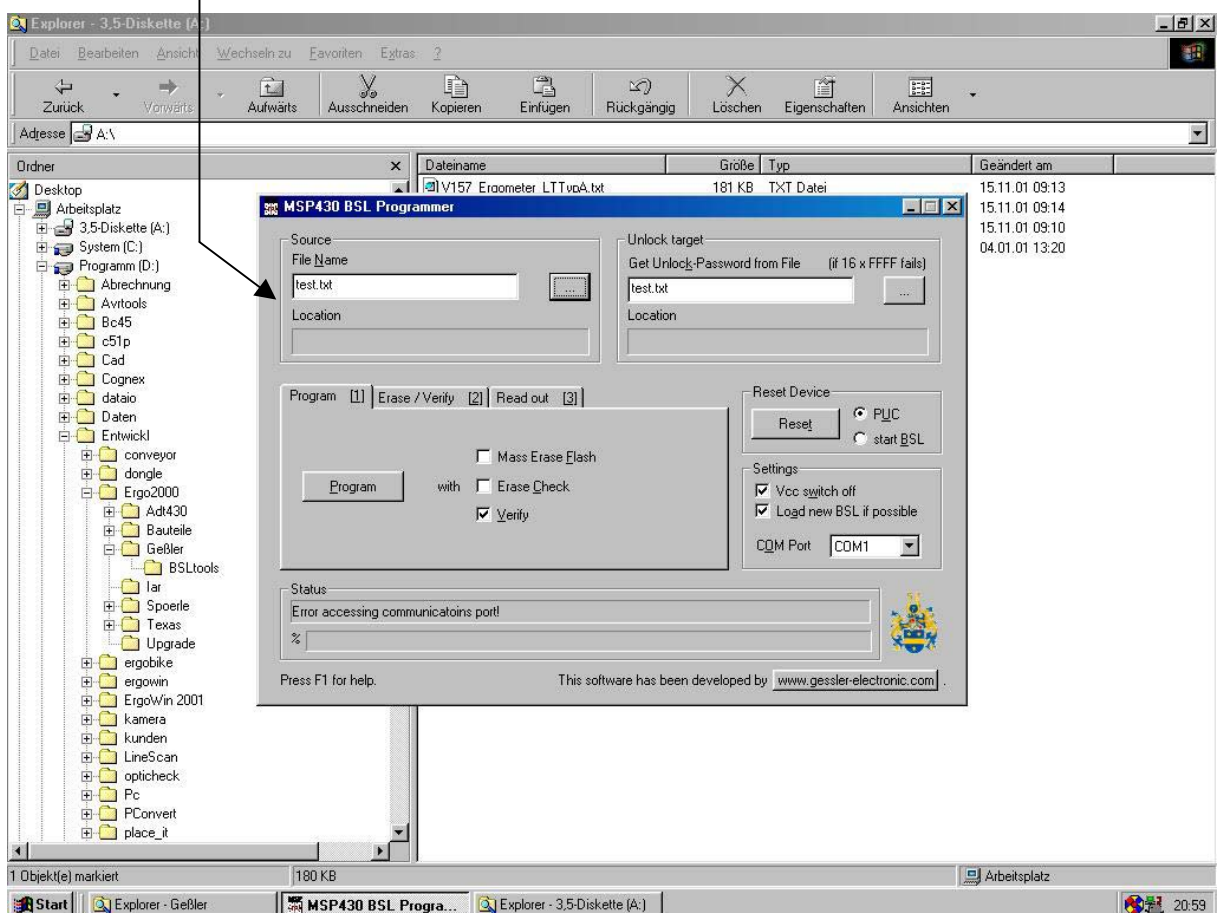 Explorer - 3,5-Diskette (A:)
Datei Bearbeiten Ansicht Wechseln zu Favoriten Extras ?
Zurück Vorwärts Aufwärts Ausschneiden Kopieren Einfügen Rückgängig Löschen Eigenschaften Ansichten
Adresse A:\
Ordner
Desktop
Arbeitsplatz
3,5-Diskette (A:)
System (C:)
Programm (D:)
Abrechnung
Avrtools
Bc45
c51p
Cad
Cognex
dataio
Daten
Entwickl
conveyor
dongle
Ergo2000
Adt430
Bauteile
Geßler
BSLtools
Iar
Spoerle
Texas
Upgrade
ergobike
ergowin
ErgoWin 2001
kamera
kunden
LineScan
opticheck
Pc
PConvert
place_it
Dateiname Größe Typ Geändert am
V157_Ergometer_LTTypA.txt 181 KB TXT Datei 15.11.01 09:13
15.11.01 09:14
15.11.01 09:10
04.01.01 13:20
MSP430 BSL Programmer
Source
File Name
test.txt ...
Location
Unlock target
Get Unlock-Password from File (if 16 x FFFF fails)
test.txt ...
Location
Program [1] Erase / Verify [2] Read out [3]
Program with
Mass Erase Flash
Erase Check
Verify
Reset Device
Reset
PUC
start BSL
Settings
Vcc switch off
Load new BSL if possible
COM Port COM1
Status
Error accessing communicatoins port!
%
Press F1 for help.
This software has been developed by www.gessler-electronic.com .
1 Objekt(e) markiert 180 KB Arbeitsplatz
Start Explorer - Geßler MSP430 BSL Progra... Explorer - 3,5-Diskette (A:) 20:59